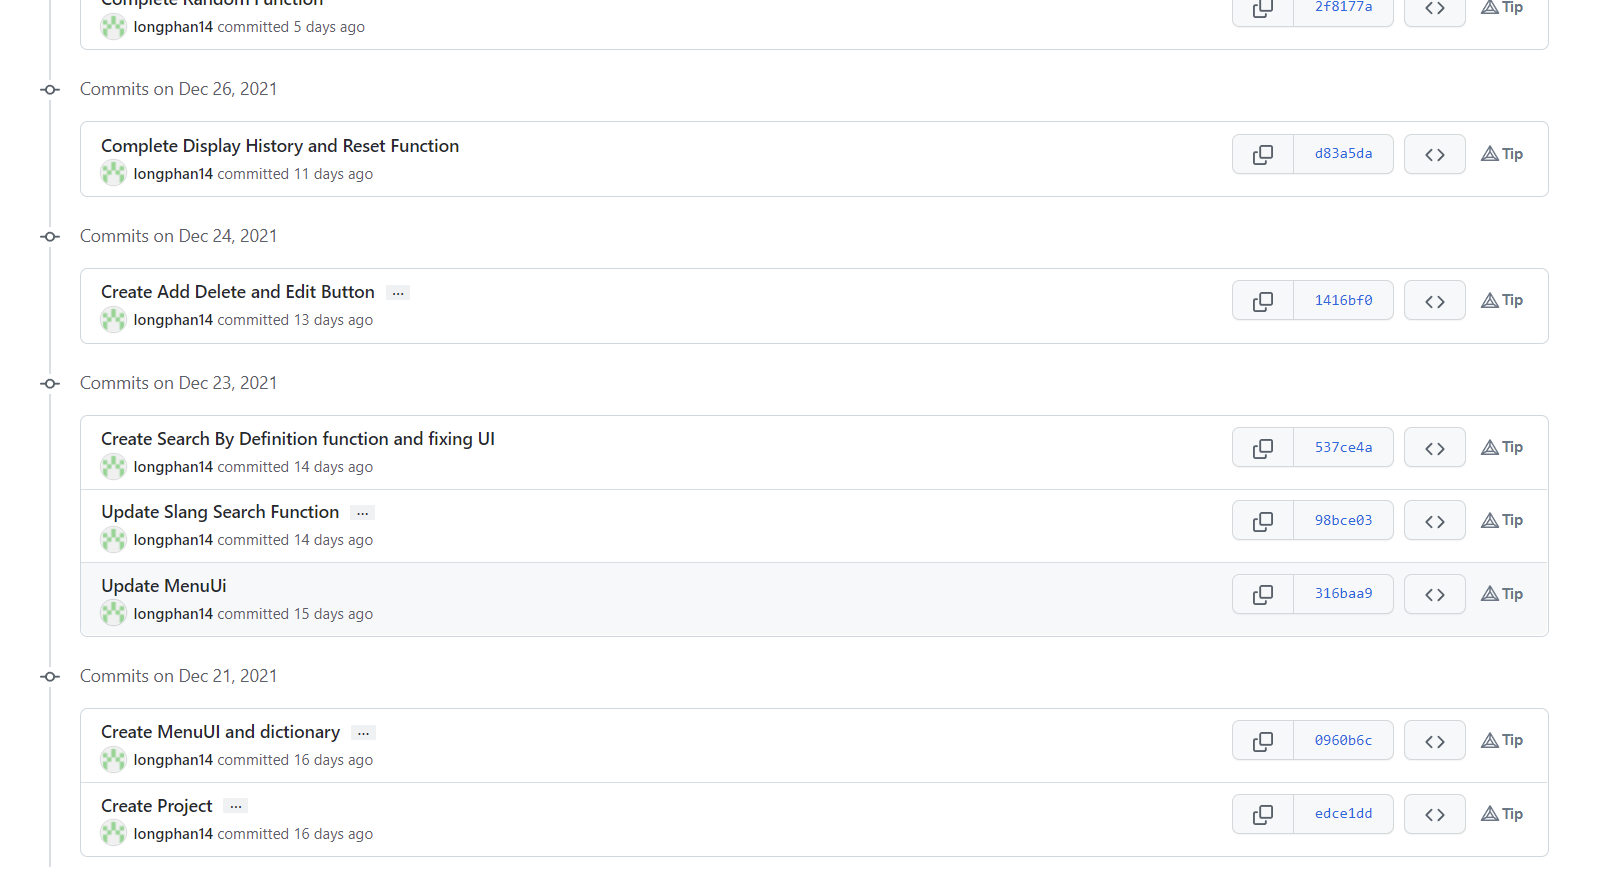 Complete Random Function
longphan14 committed 5 days ago
2f8177a
Tip
Commits on Dec 26, 2021
Complete Display History and Reset Function
longphan14 committed 11 days ago
d83a5da
Tip
Commits on Dec 24, 2021
Create Add Delete and Edit Button ...
longphan14 committed 13 days ago
1416bf0
Tip
Commits on Dec 23, 2021
Create Search By Definition function and fixing UI
longphan14 committed 14 days ago
537ce4a
Tip
Update Slang Search Function ...
longphan14 committed 14 days ago
98bce03
Tip
Update MenuUi
longphan14 committed 15 days ago
316baa9
Tip
Commits on Dec 21, 2021
Create MenuUI and dictionary ...
longphan14 committed 16 days ago
0960b6c
Tip
Create Project ...
longphan14 committed 16 days ago
edce1dd
Tip